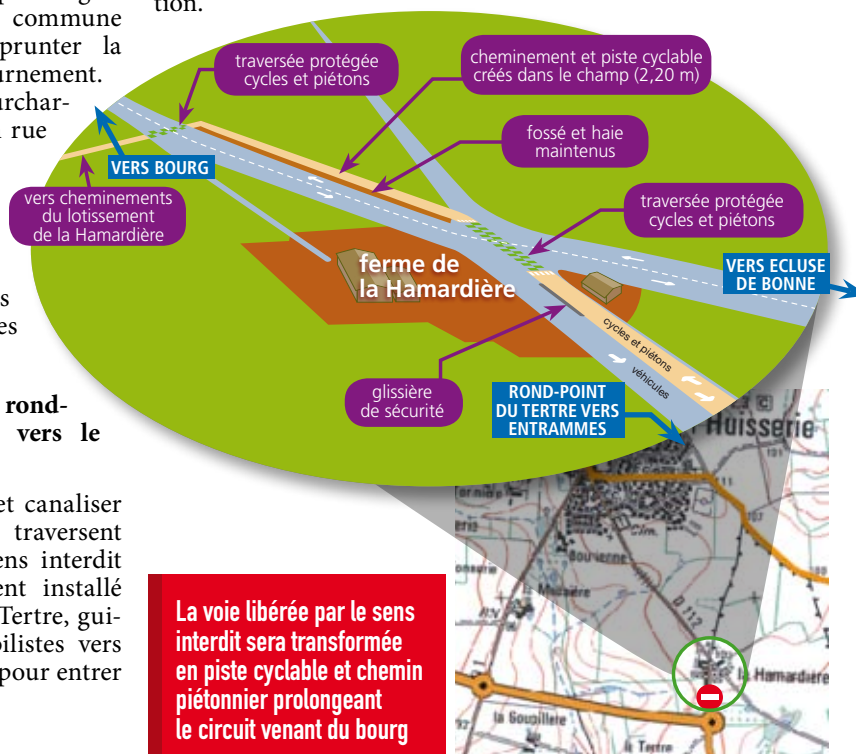 commune
prunter la
urnement.
urchar-
rue
tion.
traversée protégée
cycles et piétons
cheminement et piste cyclable
créés dans le champ (2,20 m)
fossé et haie
maintenus
VERS BOURG
vers cheminements
du lotissement
de la Hamardière
traversée protégée
cycles et piétons
ferme de
la Hamardière
VERS ECLUSE
DE BONNE
cycles et piétons
véhicules
glissière
de sécurité
ROND-POINT
DU TERTRE VERS
ENTRAMMES
s
es
rond-
vers le
et canaliser
traversent
ens interdit
ent installé
Tertre, gui-
bilistes vers
pour entrer
La voie libérée par le sens
interdit sera transformée
en piste cyclable et chemin
piétonnier prolongeant
le circuit venant du bourg
Huisserie
D 112
la Hamardière
la Goupillère
le Tertre